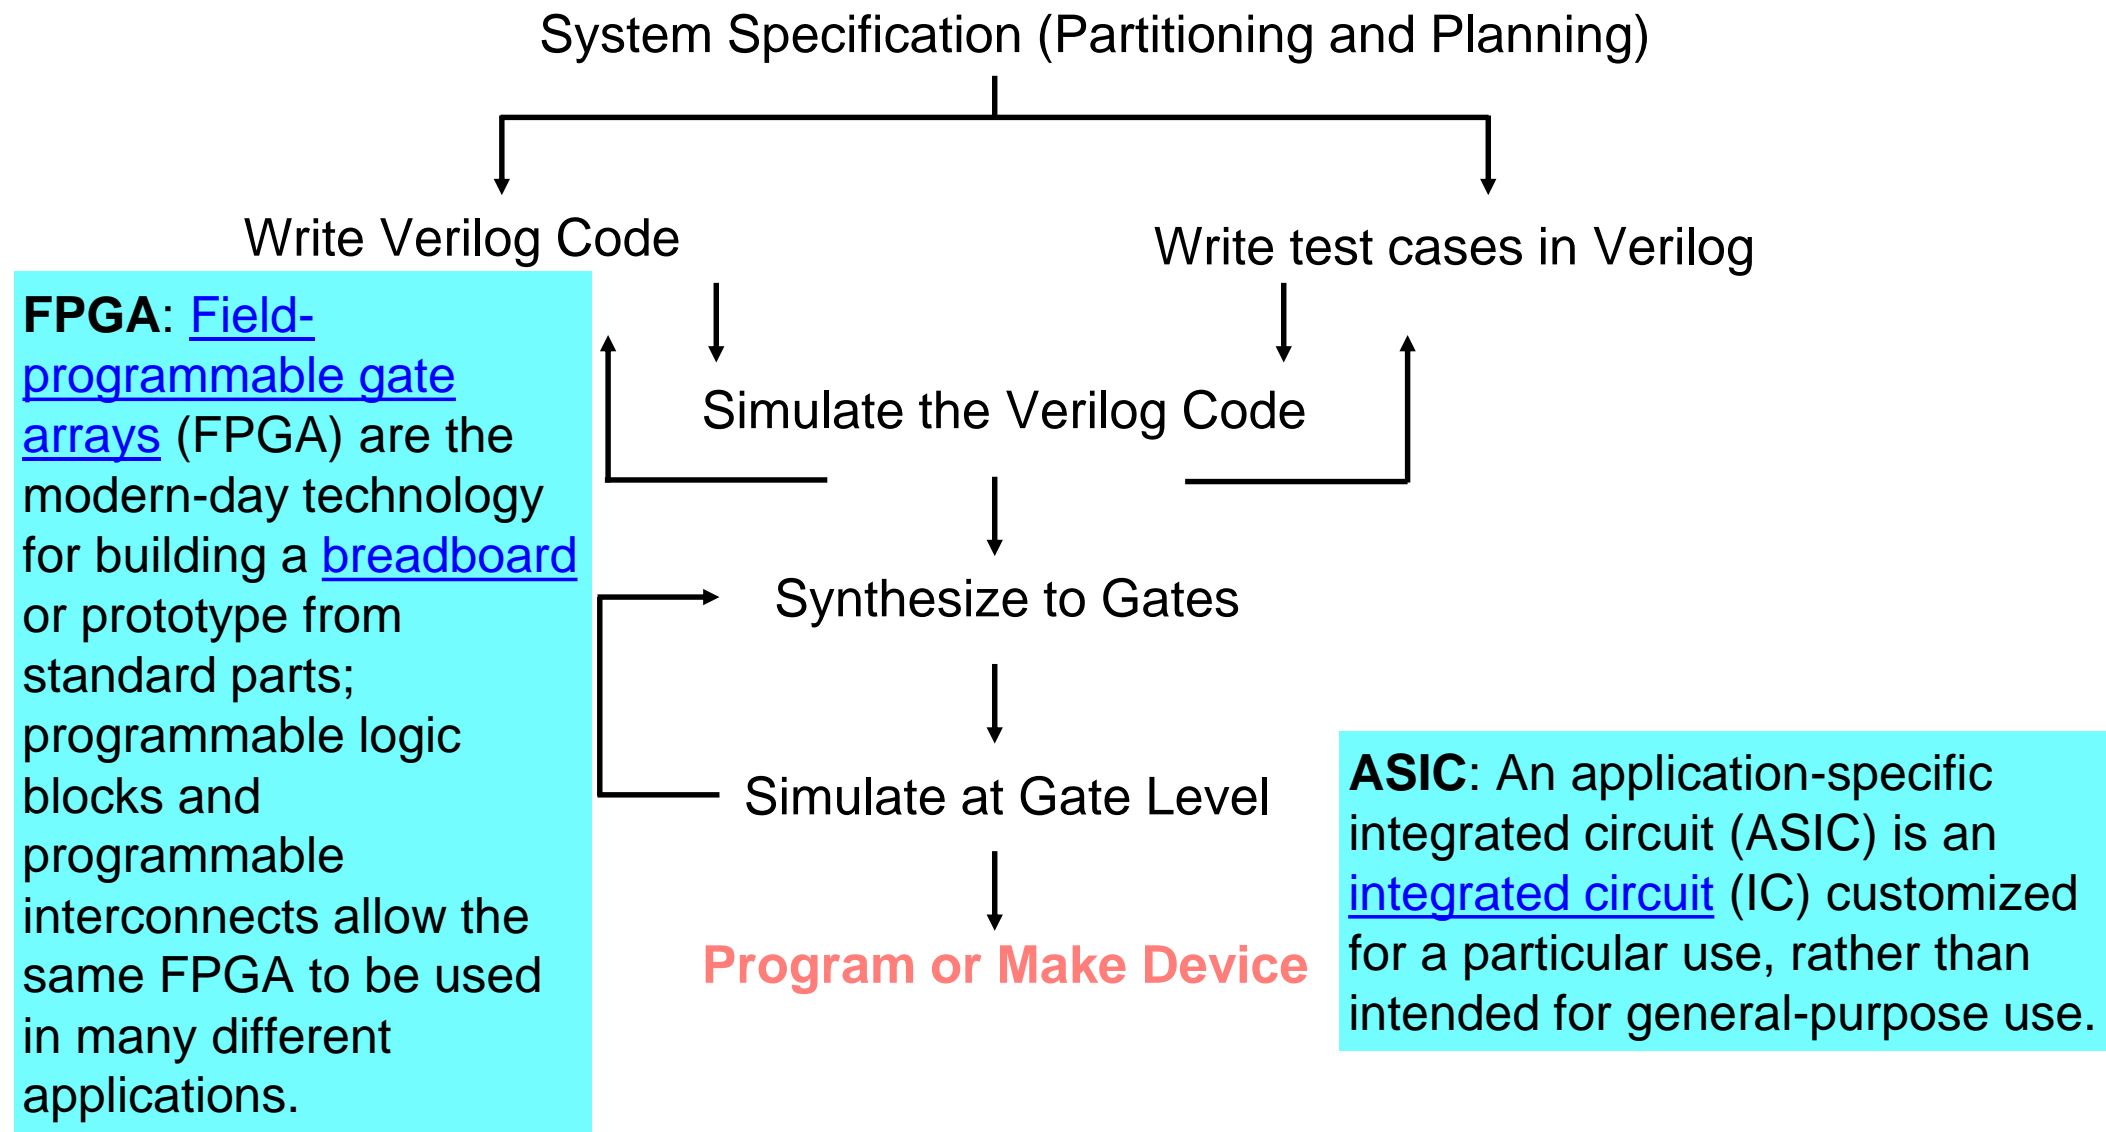 System Specification (Partitioning and Planning)
Write Verilog Code
Write test cases in Verilog
FPGA: Field-
programmable gate
arrays (FPGA) are the
modern-day technology
for building a breadboard
or prototype from
standard parts;
programmable logic
blocks and
programmable
interconnects allow the
same FPGA to be used
in many different
applications.
Simulate the Verilog Code
Synthesize to Gates
Simulate at Gate Level
Program or Make Device
ASIC: An application-specific
integrated circuit (ASIC) is an
integrated circuit (IC) customized
for a particular use, rather than
intended for general-purpose use.